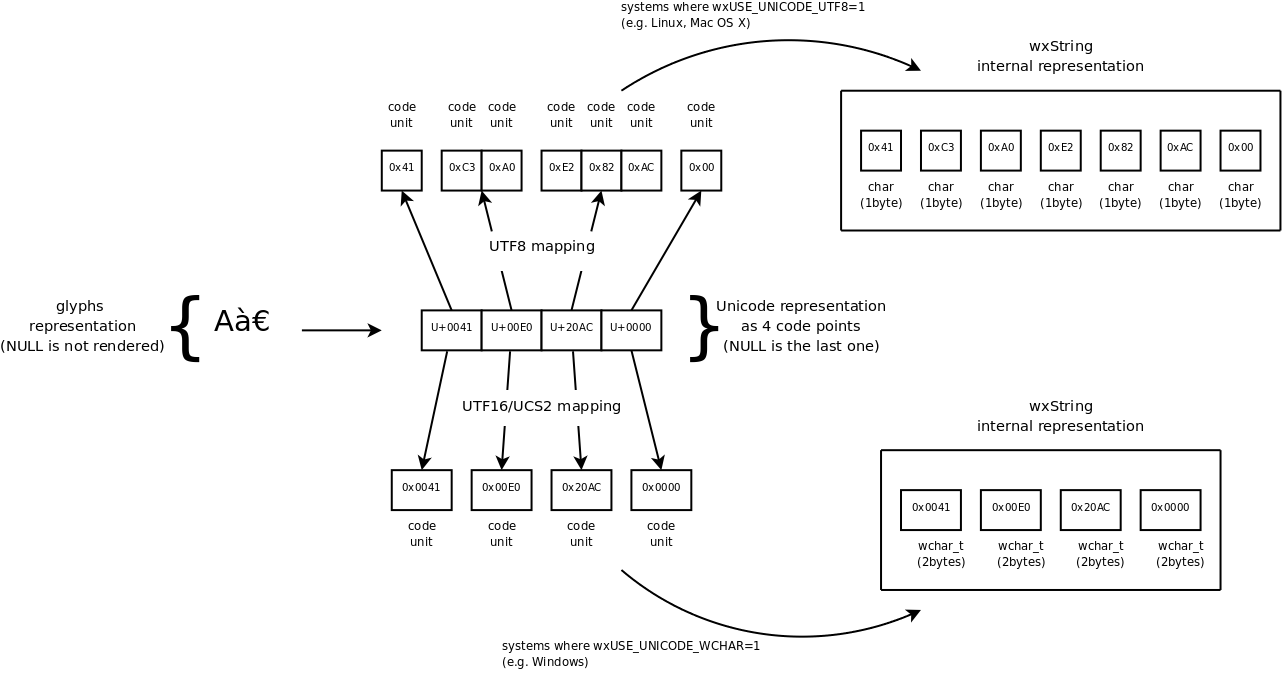 systems where wxUSE_UNICODE_UTF8=1
(e.g. Linux, Mac OS X)
wxString
internal representation
code code code code code code code
unit unit unit unit unit unit unit
0x41 0xC3 0xA0 0xE2 0x82 0xAC 0x00
0x41 0xC3 0xA0 0xE2 0x82 0xAC 0x00
char char char char char char char
(1byte) (1byte) (1byte) (1byte) (1byte) (1byte) (1byte)
UTF8 mapping
glyphs
representation
(NULL is not rendered)
{ Aà€
U+0041 U+00E0 U+20AC U+0000
} Unicode representation
as 4 code points
(NULL is the last one)
UTF16/UCS2 mapping
0x0041 0x00E0 0x20AC 0x0000
code code code code
unit unit unit unit
wxString
internal representation
0x0041 0x00E0 0x20AC 0x0000
wchar_t wchar_t wchar_t wchar_t
(2bytes) (2bytes) (2bytes) (2bytes)
systems where wxUSE_UNICODE_WCHAR=1
(e.g. Windows)